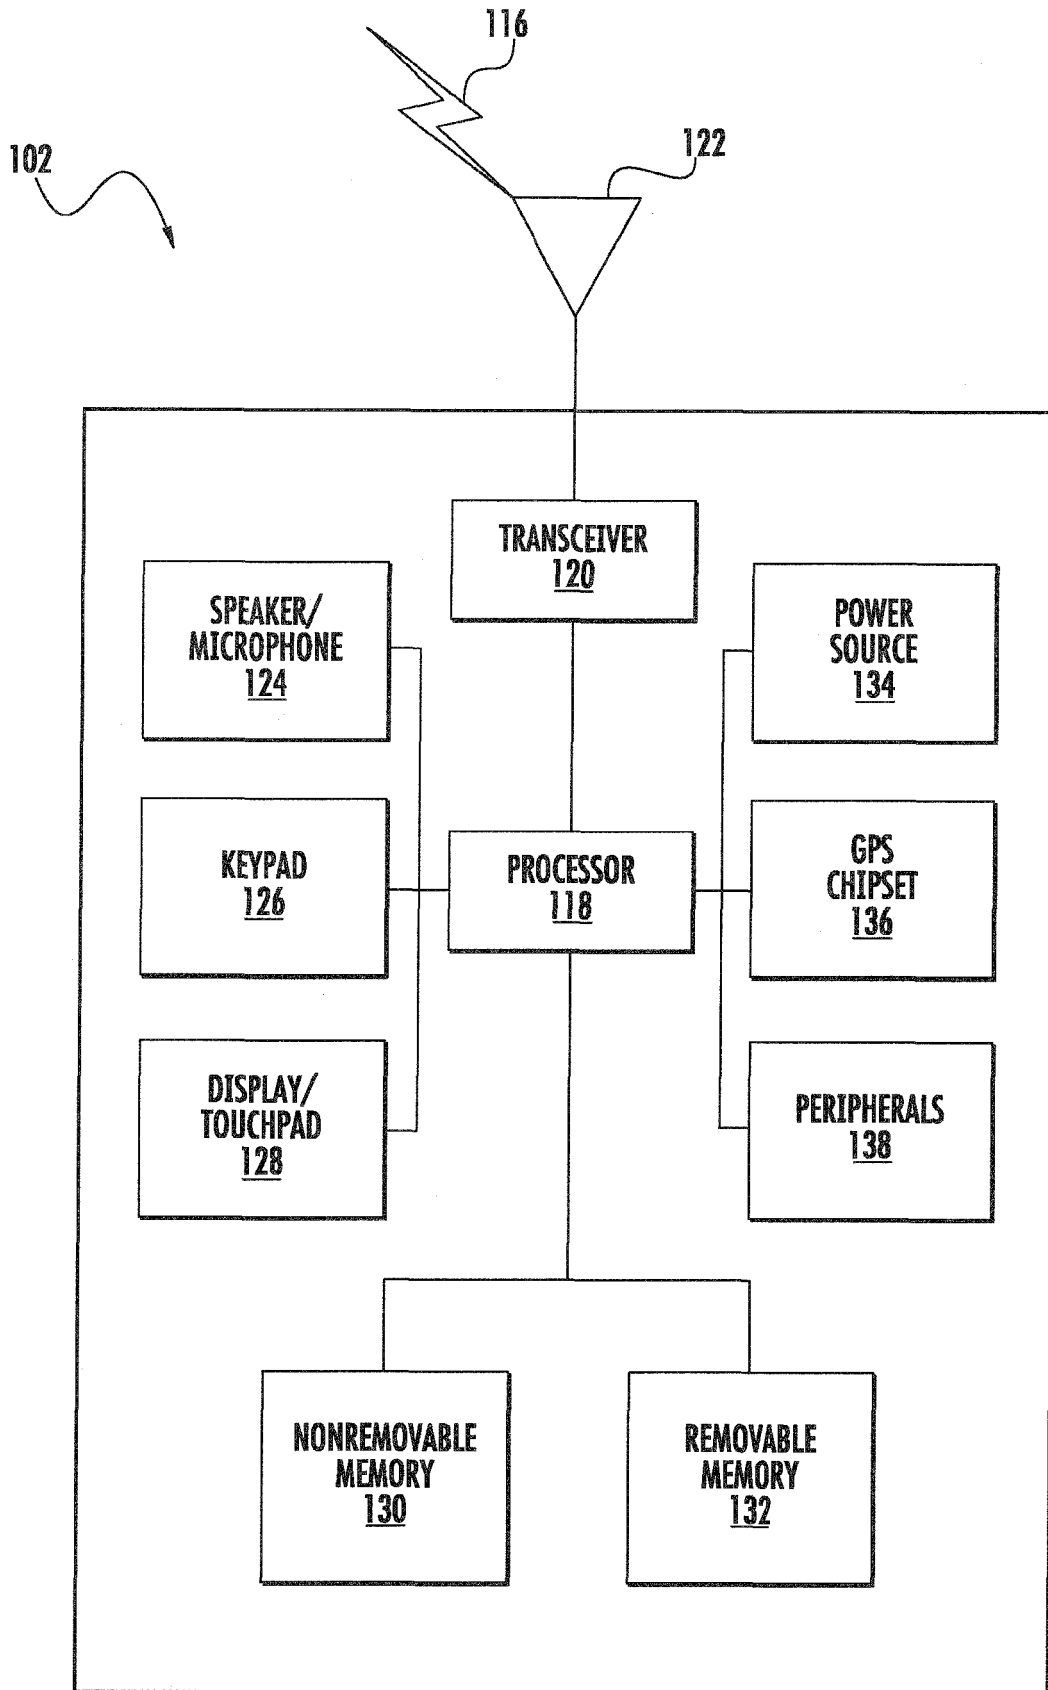 116
122
102
TRANSCEIVER
120
SPEAKER/
MICROPHONE
124
POWER
SOURCE
134
KEYPAD
126
PROCESSOR
118
GPS
CHIPSET
136
DISPLAY/
TOUCHPAD
128
PERIPHERALS
138
NONREMOVABLE
MEMORY
130
REMOVABLE
MEMORY
132